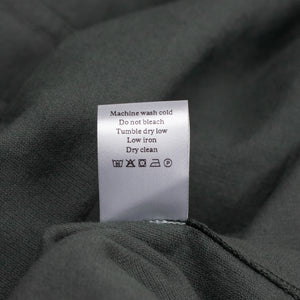 Machine wash cold
Do not bleach
Tumble dry low
Low iron
Dry clean